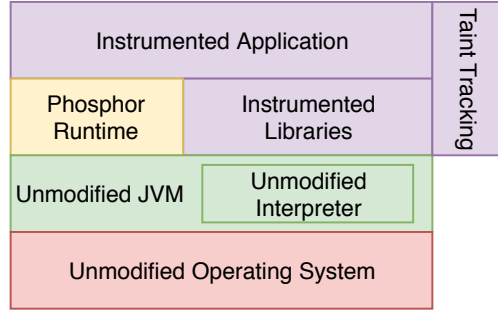 Instrumented Application
Taint Tracking
Phosphor
Runtime
Instrumented
Libraries
Unmodified JVM
Unmodified
Interpreter
Unmodified Operating System